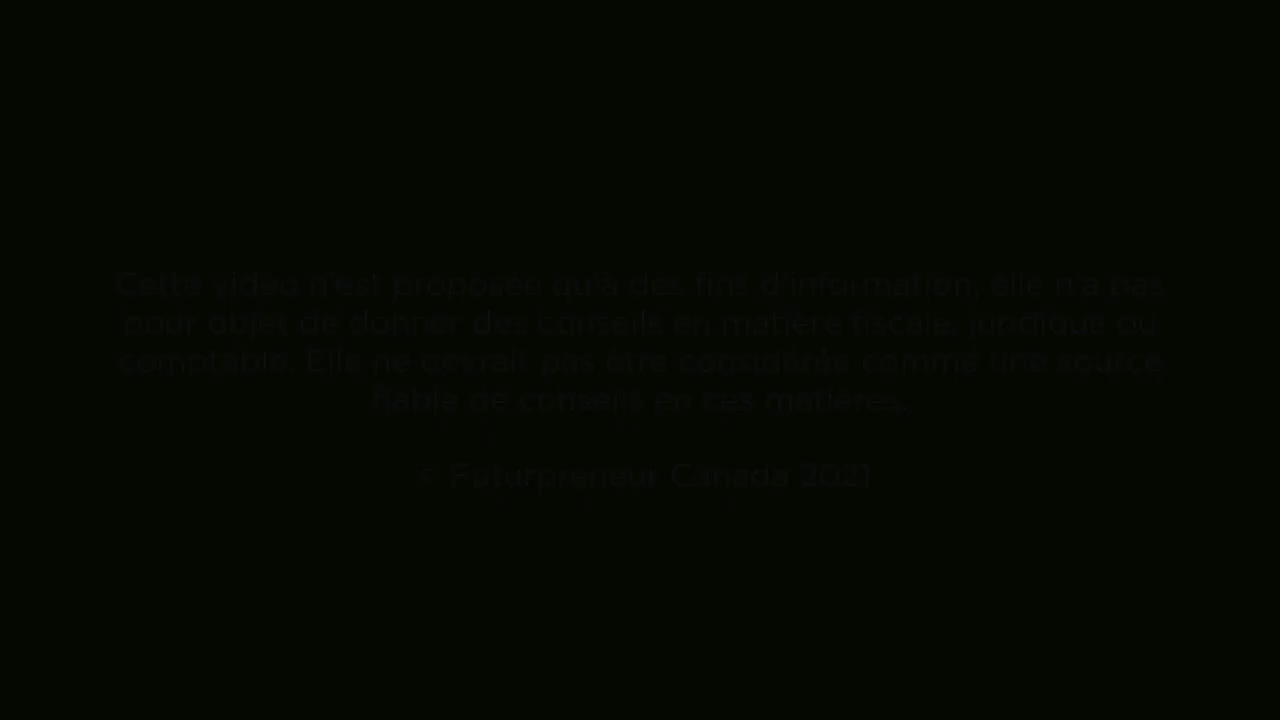 Cette vidéo n'est proposée qu'à des fins d'information, elle n'a pas
pour objet de donner des conseils en matière fiscale, juridique ou
comptable. Elle ne devrait pas être considérée comme une source
fiable de conseils en ces matières.
© Futurpreneur Canada 2021